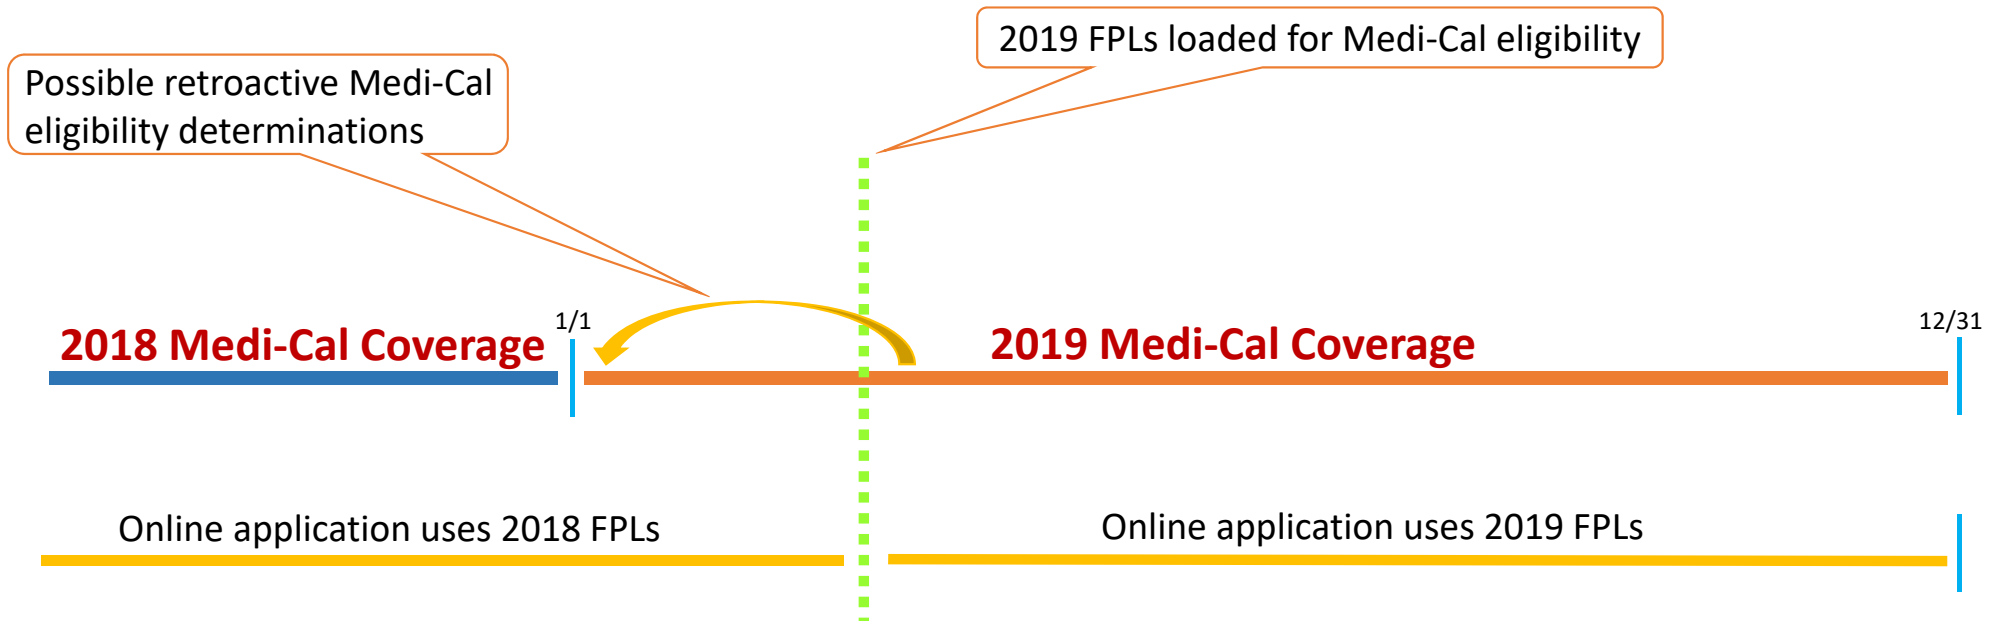 2019 FPLs loaded for Medi-Cal eligibility
Possible retroactive Medi-Cal
eligibility determinations
1/1
12/31
2018 Medi-Cal Coverage
2019 Medi-Cal Coverage
Online application uses 2018 FPLs
Online application uses 2019 FPLs